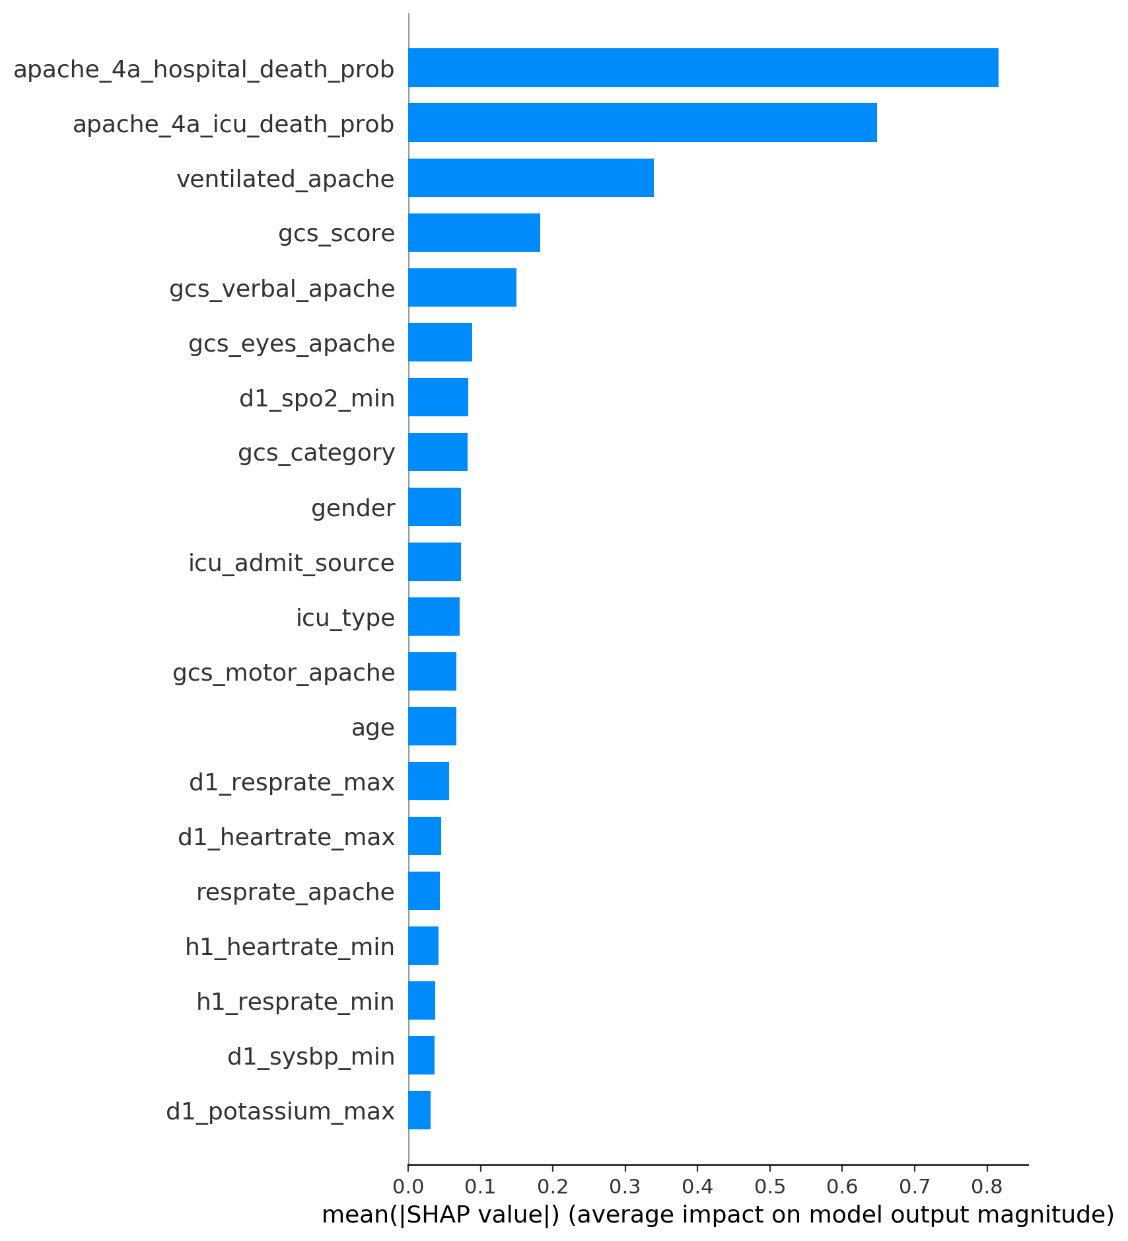 apache_4a_hospital_death_prob
apache_4a_icu_death_prob
ventilated_apache
gcs_score
gcs_verbal_apache
gcs_eyes_apache
d1_spo2_min
gcs_category
gender
icu_admit_source
icu_type
gcs_motor_apache
age
d1_resprate_max
d1_heartrate_max
resprate_apache
h1_heartrate_min
h1_resprate_min
d1_sysbp_min
d1_potassium_max
0.0 0.1 0.2 0.3 0.4 0.5 0.6 0.7 0.8
mean(|SHAP value|) (average impact on model output magnitude)